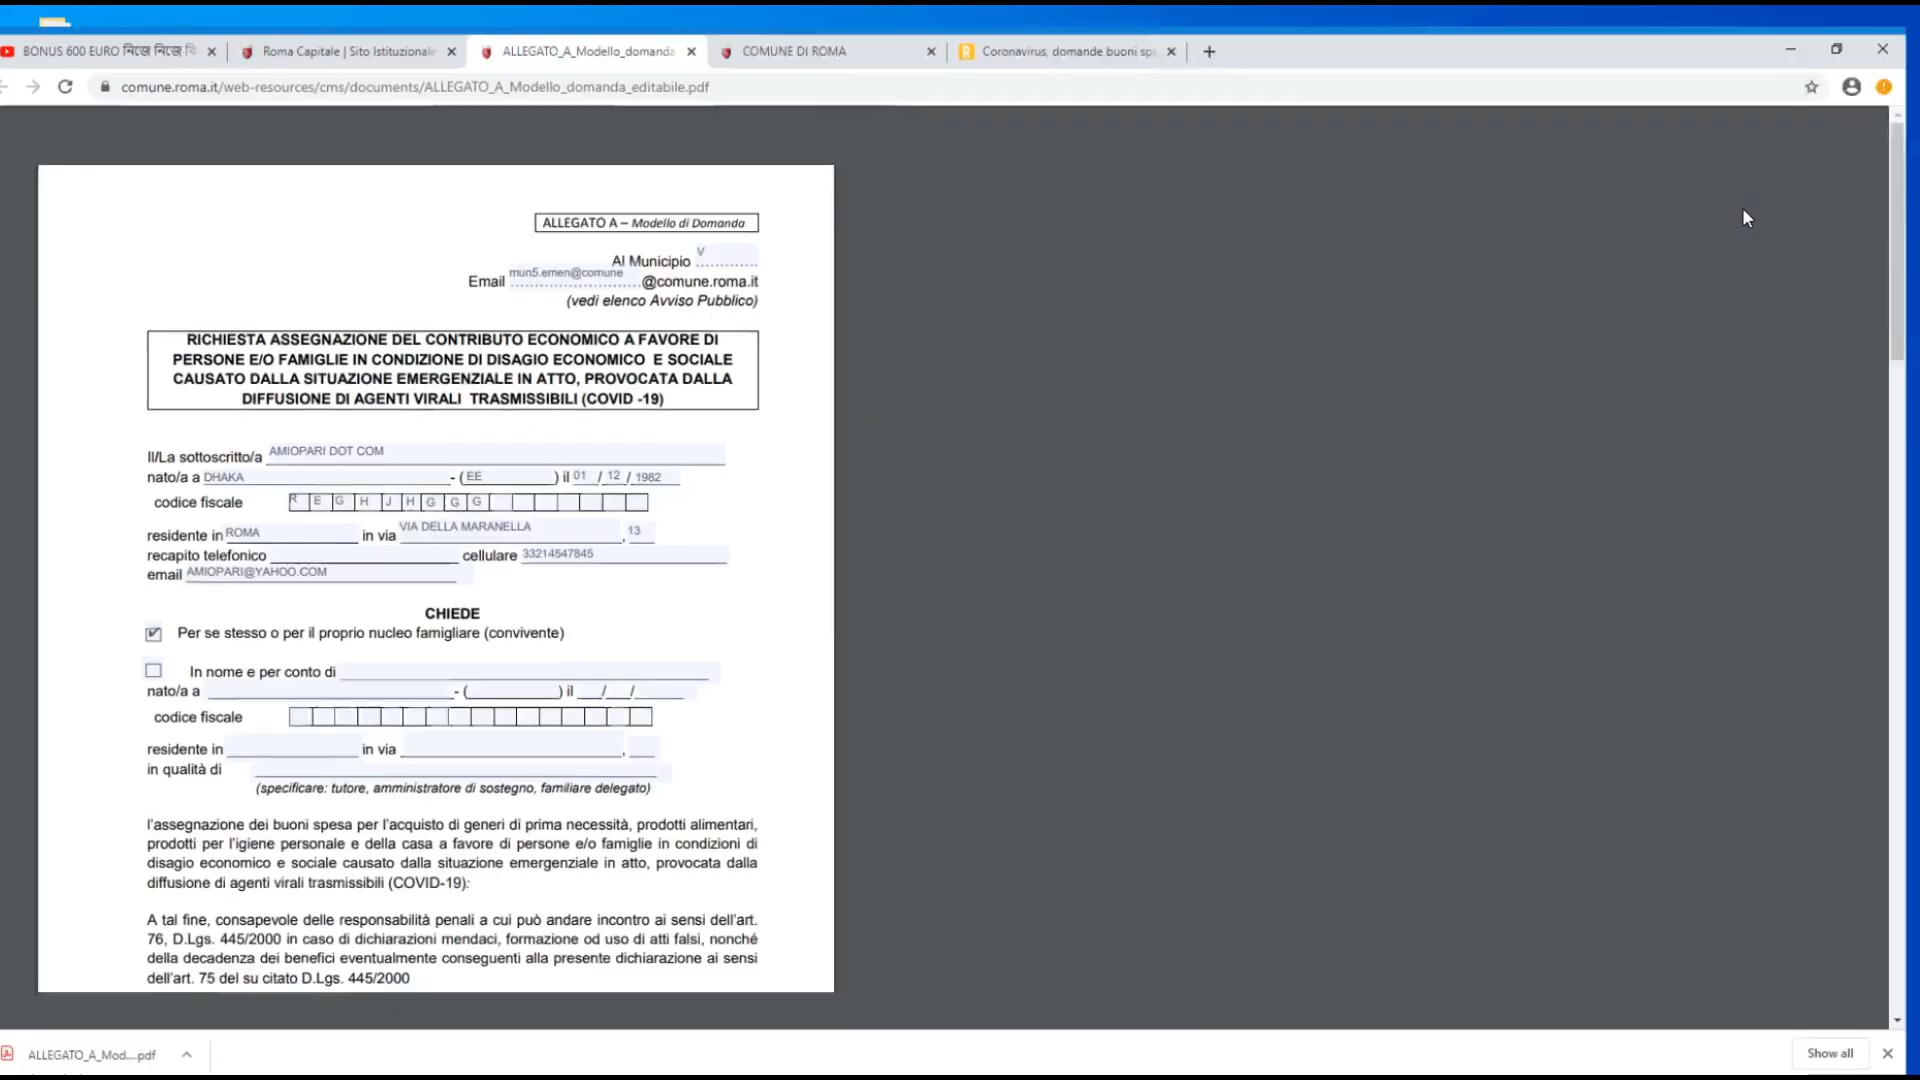 BONUS 600 EURO নিজে নিজে
Roma Capitale | Sito Istituzionale
ALLEGATO_A_Modello_domanda
COMUNE DI ROMA
Coronavirus, domande buoni sp
comune.roma.it/web-resources/cms/documents/ALLEGATO_A_Modello_domanda_editabile.pdf
ALLEGATO A – Modello di Domanda
Al Municipio V
Email mun5.emen@comune @comune.roma.it
(vedi elenco Avviso Pubblico)
RICHIESTA ASSEGNAZIONE DEL CONTRIBUTO ECONOMICO A FAVORE DI
PERSONE E/O FAMIGLIE IN CONDIZIONE DI DISAGIO ECONOMICO E SOCIALE
CAUSATO DALLA SITUAZIONE EMERGENZIALE IN ATTO, PROVOCATA DALLA
DIFFUSIONE DI AGENTI VIRALI TRASMISSIBILI (COVID -19)
Il/La sottoscritto/a AMIOPARI DOT COM
nato/a a DHAKA - (EE) il 01 / 12 / 1982
codice fiscale R E G H J H G G G
residente in ROMA in via VIA DELLA MARANELLA , 13
recapito telefonico cellulare 33214547845
email AMIOPARI@YAHOO.COM
CHIEDE
Per se stesso o per il proprio nucleo famigliare (convivente)
In nome e per conto di
nato/a a - ( ) il / /
codice fiscale
residente in in via ,
in qualità di
(specificare: tutore, amministratore di sostegno, familiare delegato)
l'assegnazione dei buoni spesa per l'acquisto di generi di prima necessità, prodotti alimentari,
prodotti per l'igiene personale e della casa a favore di persone e/o famiglie in condizioni di
disagio economico e sociale causato dalla situazione emergenziale in atto, provocata dalla
diffusione di agenti virali trasmissibili (COVID-19):
A tal fine, consapevole delle responsabilità penali a cui può andare incontro ai sensi dell'art.
76, D.Lgs. 445/2000 in caso di dichiarazioni mendaci, formazione od uso di atti falsi, nonché
della decadenza dei benefici eventualmente conseguenti alla presente dichiarazione ai sensi
dell'art. 75 del su citato D.Lgs. 445/2000
ALLEGATO_A_Mod....pdf
Show all